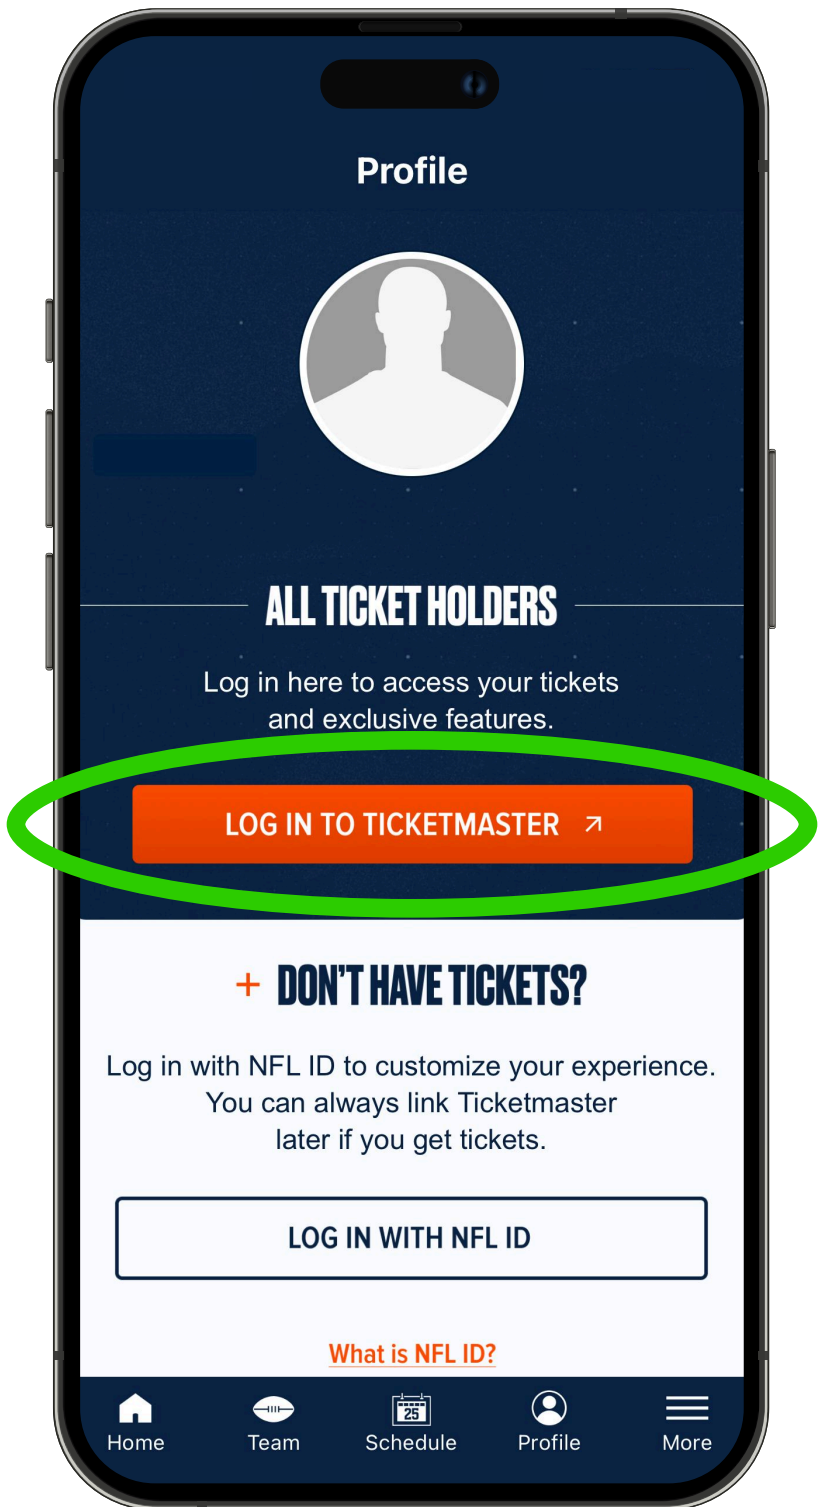 Profile
ALL TICKET HOLDERS
Log in here to access your tickets
and exclusive features.
LOG IN TO TICKETMASTER
+ DON'T HAVE TICKETS?
Log in with NFL ID to customize your experience.
You can always link Ticketmaster
later if you get tickets.
LOG IN WITH NFL ID
What is NFL ID?
25
Home Team Schedule Profile More